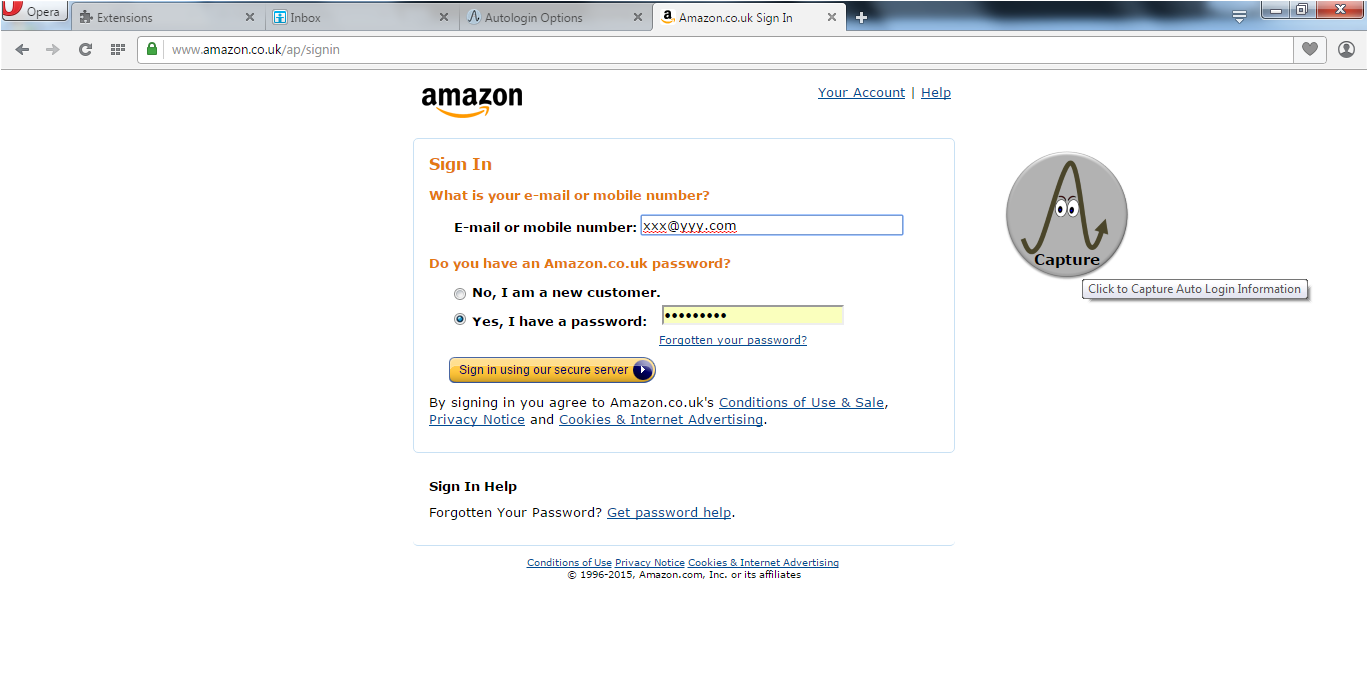 Opera
Extensions
Inbox
Autologin Options
Amazon.co.uk Sign In
www.amazon.co.uk/ap/signin
amazon
Your Account | Help
Sign In
What is your e-mail or mobile number?
E-mail or mobile number: xxx@yyy.com
Do you have an Amazon.co.uk password?
No, I am a new customer.
Yes, I have a password: •••••••••
Forgotten your password?
Sign in using our secure server
By signing in you agree to Amazon.co.uk's Conditions of Use & Sale,
Privacy Notice and Cookies & Internet Advertising.
Capture
Click to Capture Auto Login Information
Sign In Help
Forgotten Your Password? Get password help.
Conditions of Use Privacy Notice Cookies & Internet Advertising
© 1996-2015, Amazon.com, Inc. or its affiliates